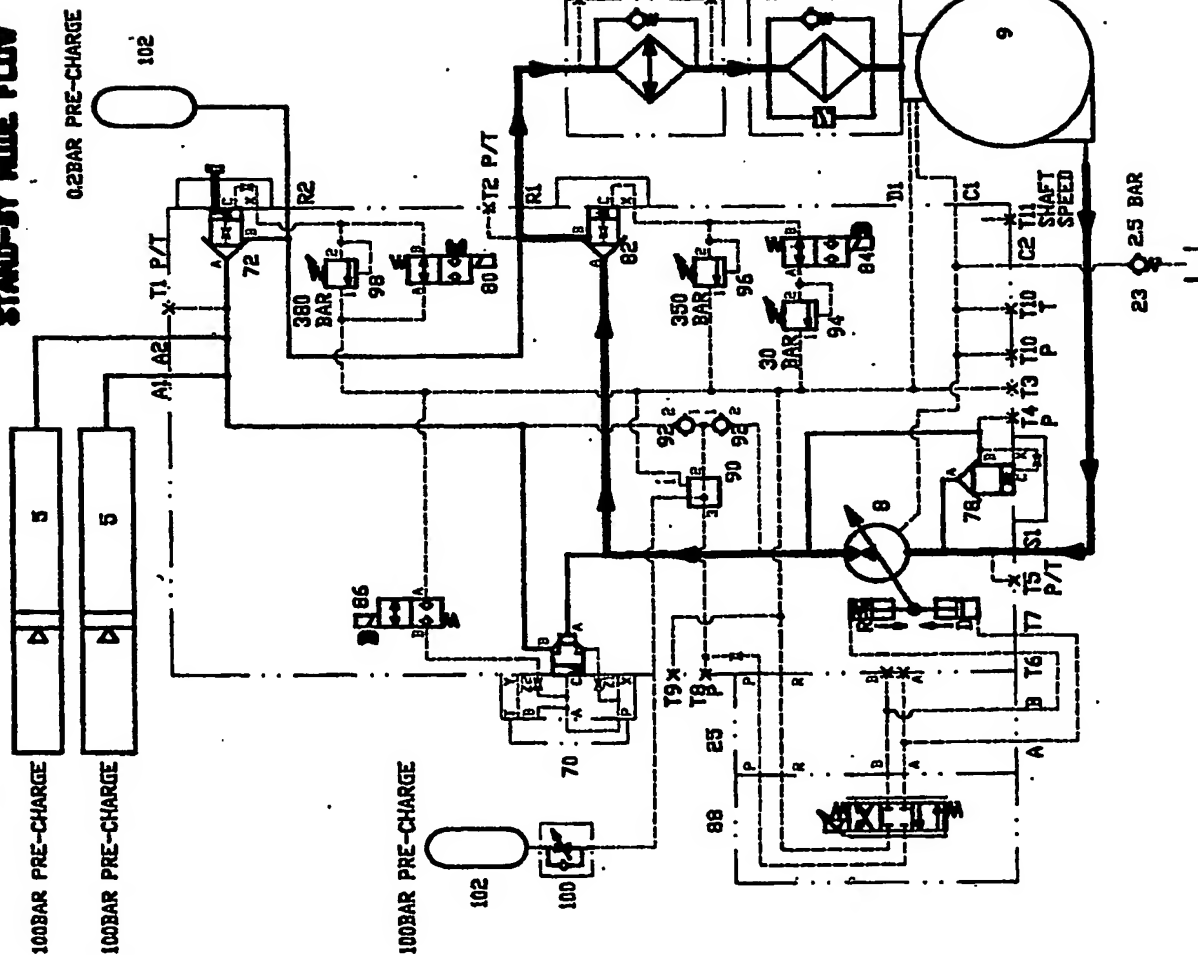 STAND-BY MODE FLOW
0.2BAR PRE-CHARGE
102
9
T1 P/T
72
R2
T2 P/T
R1
82
A1 A2
380
BAR
98
80
350
BAR
96
84
30
BAR
94
D1
C1
T11
SHAFT
SPEED
C2
2.5 BAR
23
T10
T
T10
P
T3
T4
P
5
5
92
92
90
8
78
S1
T5
P/T
86
T9
T8
P
T7
T6
B
A
70
25
88
P
R
B
A
P
R
B
A
100BAR PRE-CHARGE
100BAR PRE-CHARGE
100BAR PRE-CHARGE
102
100